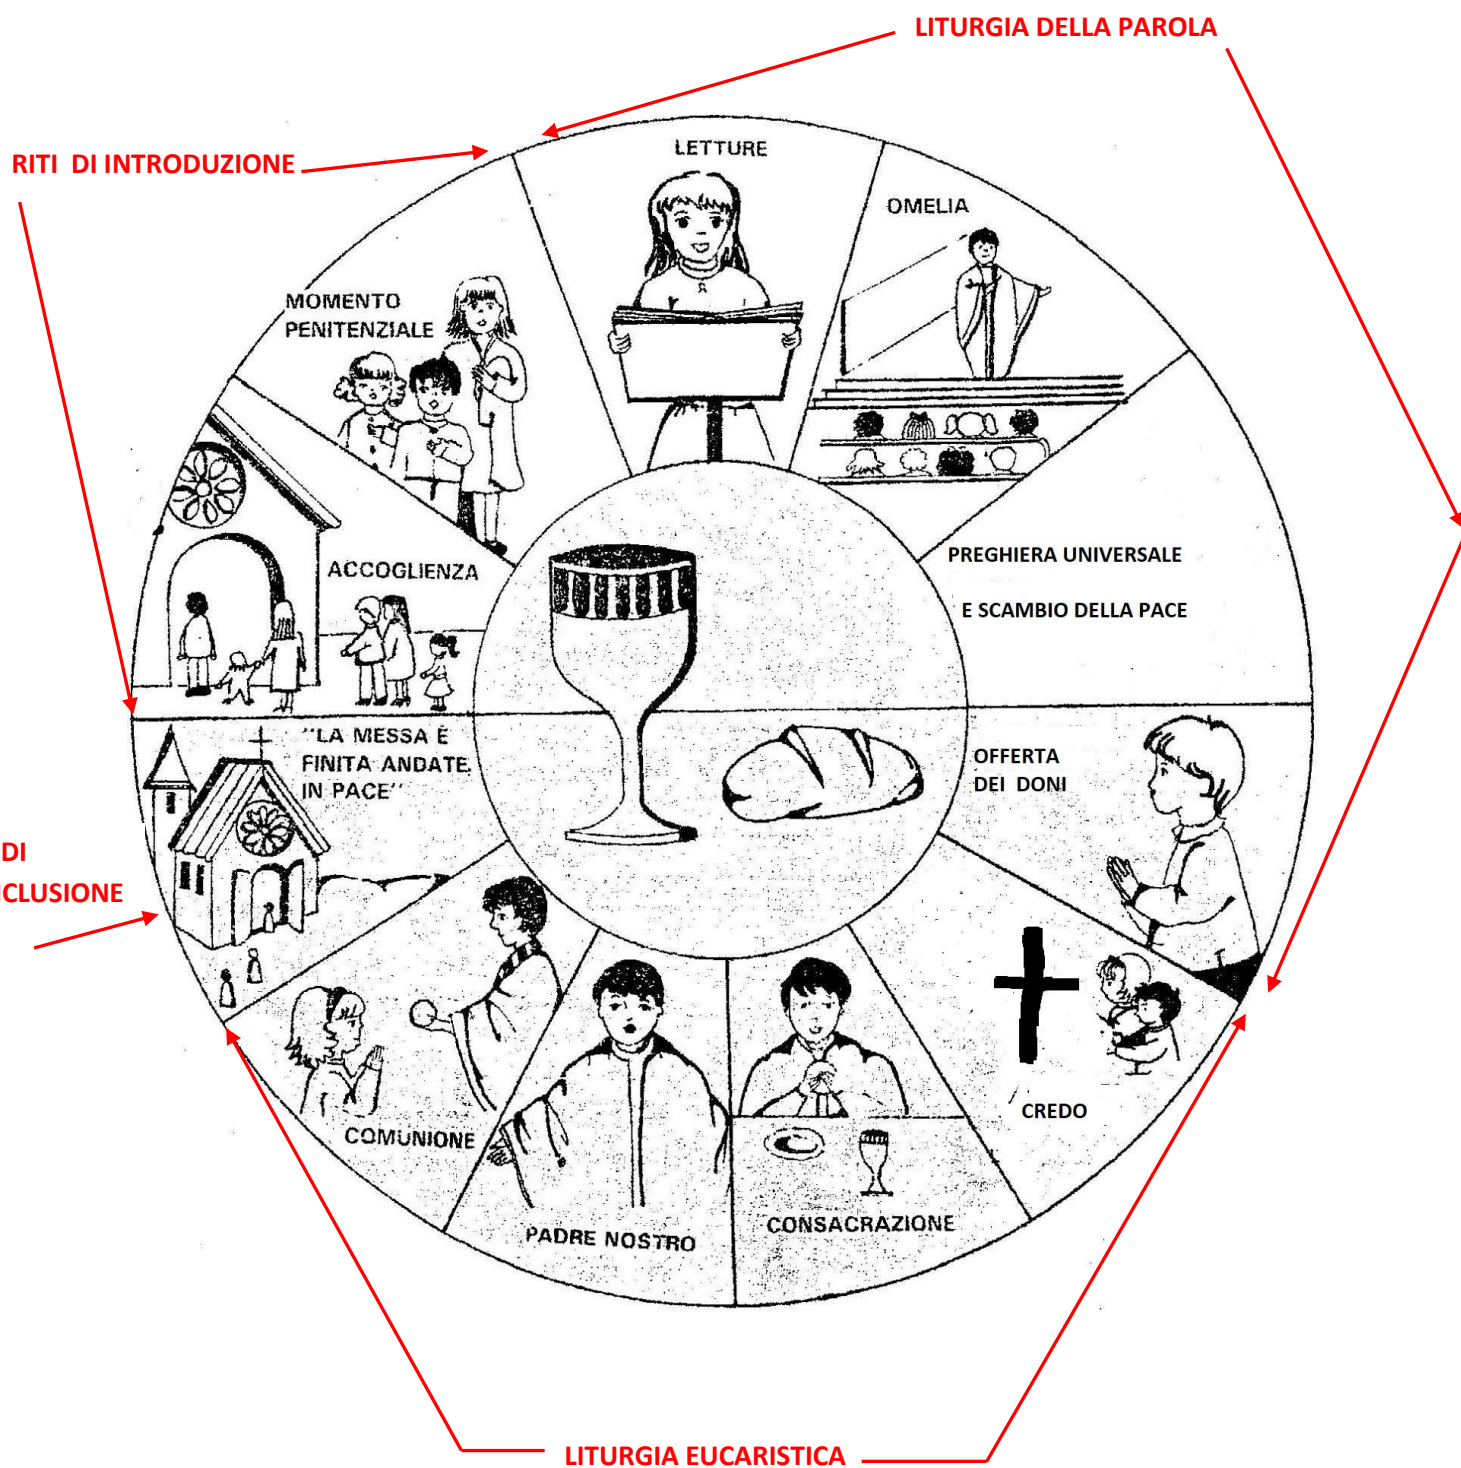 LITURGIA DELLA PAROLA
RITI DI INTRODUZIONE
LETTURE
OMELIA
MOMENTO
PENITENZIALE
ACCOGLIENZA
PREGHIERA UNIVERSALE
E SCAMBIO DELLA PACE
"LA MESSA È
FINITA ANDATE
IN PACE"
OFFERTA
DEI DONI
DI
CREDO
COMUNIONE
PADRE NOSTRO
CONSACRAZIONE
LITURGIA EUCARISTICA